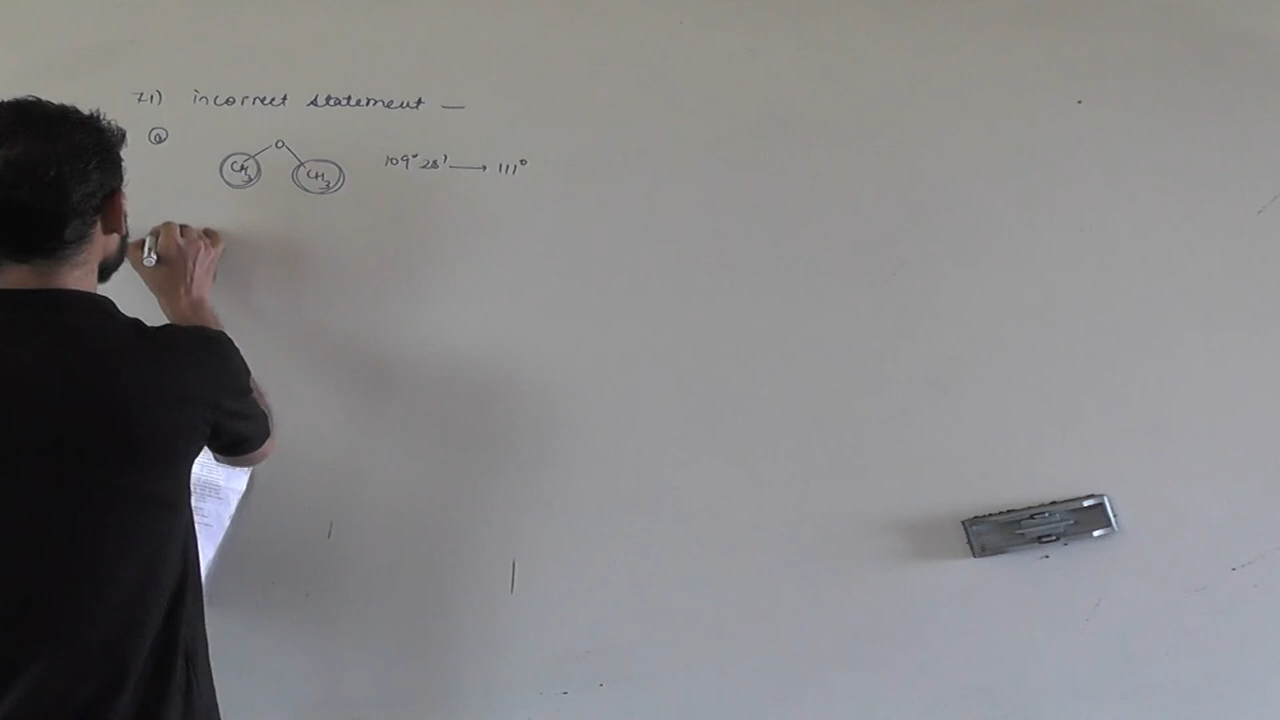 71) incorrect statement —
a
O
CH3 CH3 109°28' → 111°